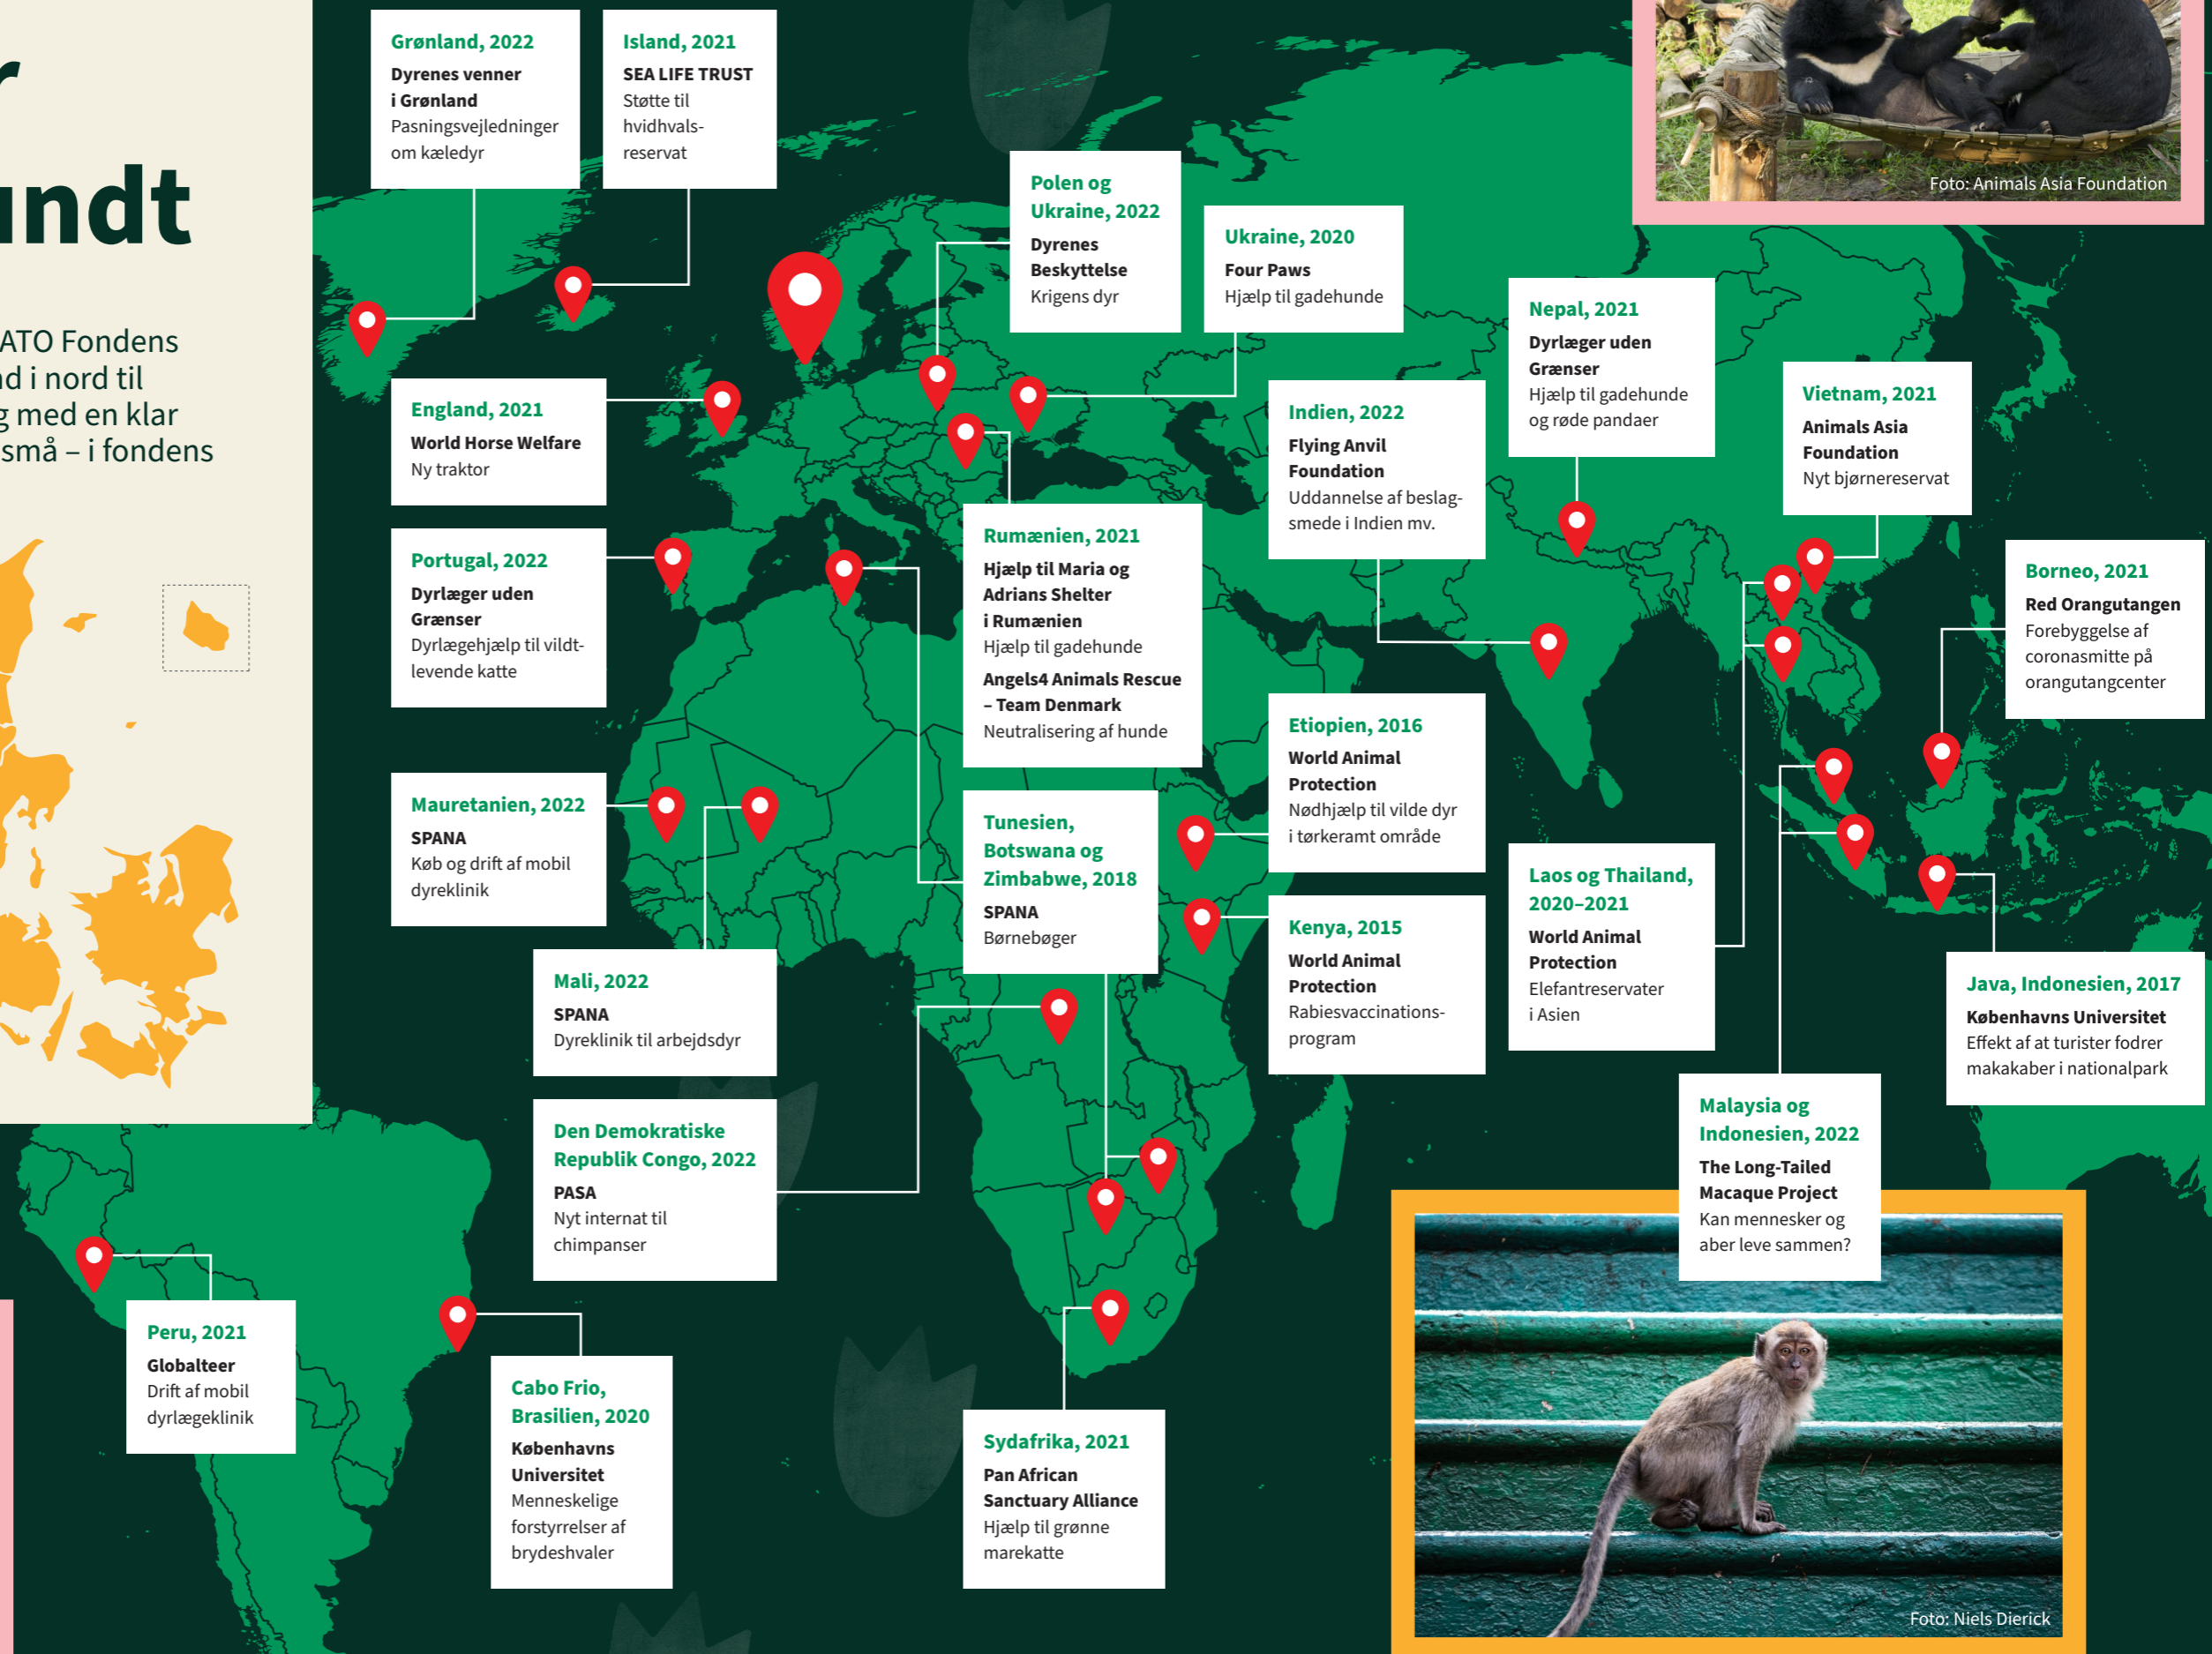 undt
ATO Fondens
i nord til
med en klar
små – i fondens
Grønland, 2022
Dyrenes venner
i Grønland
Pasningsvejledninger
om kæledyr
Island, 2021
SEA LIFE TRUST
Støtte til
hvidhvals-
reservat
Polen og
Ukraine, 2022
Dyrenes
Beskyttelse
Krigens dyr
Ukraine, 2020
Four Paws
Hjælp til gadehunde
Foto: Animals Asia Foundation
Nepal, 2021
Dyrlæger uden
Grænser
Hjælp til gadehunde
og røde pandaer
Vietnam, 2021
Animals Asia
Foundation
Nyt bjørnereservat
England, 2021
World Horse Welfare
Ny traktor
Indien, 2022
Flying Anvil
Foundation
Uddannelse af beslag-
smede i Indien mv.
Portugal, 2022
Dyrlæger uden
Grænser
Dyrlægehjælp til vildt-
levende katte
Rumænien, 2021
Hjælp til Maria og
Adrians Shelter
i Rumænien
Hjælp til gadehunde
Angels4 Animals Rescue
– Team Denmark
Neutralisering af hunde
Borneo, 2021
Red Orangutangen
Forebyggelse af
coronasmitte på
orangutangcenter
Etiopien, 2016
World Animal
Protection
Nødhjælp til vilde dyr
i tørkeramt område
Mauretanien, 2022
SPANA
Køb og drift af mobil
dyreklinik
Tunesien,
Botswana og
Zimbabwe, 2018
SPANA
Børnebøger
Laos og Thailand,
2020–2021
World Animal
Protection
Elefantreservater
i Asien
Kenya, 2015
World Animal
Protection
Rabiesvaccinations-
program
Mali, 2022
SPANA
Dyreklinik til arbejdsdyr
Java, Indonesien, 2017
Københavns Universitet
Effekt af at turister fodrer
makakaber i nationalpark
Den Demokratiske
Republik Congo, 2022
PASA
Nyt internat til
chimpanser
Malaysia og
Indonesien, 2022
The Long-Tailed
Macaque Project
Kan mennesker og
aber leve sammen?
Peru, 2021
Globalteer
Drift af mobil
dyrlægeklinik
Cabo Frio,
Brasilien, 2020
Københavns
Universitet
Menneskelige
forstyrrelser af
brydeshvaler
Sydafrika, 2021
Pan African
Sanctuary Alliance
Hjælp til grønne
marekatte
Foto: Niels Dierick